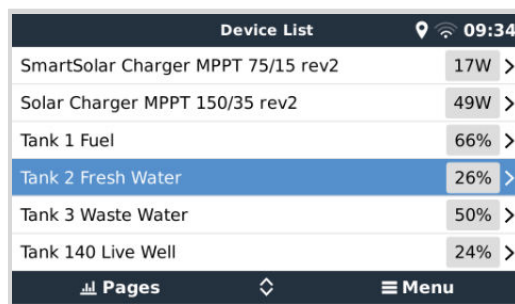 Device List 09:34
SmartSolar Charger MPPT 75/15 rev2 17W
Solar Charger MPPT 150/35 rev2 49W
Tank 1 Fuel 66%
Tank 2 Fresh Water 26%
Tank 3 Waste Water 50%
Tank 140 Live Well 24%
Pages Menu